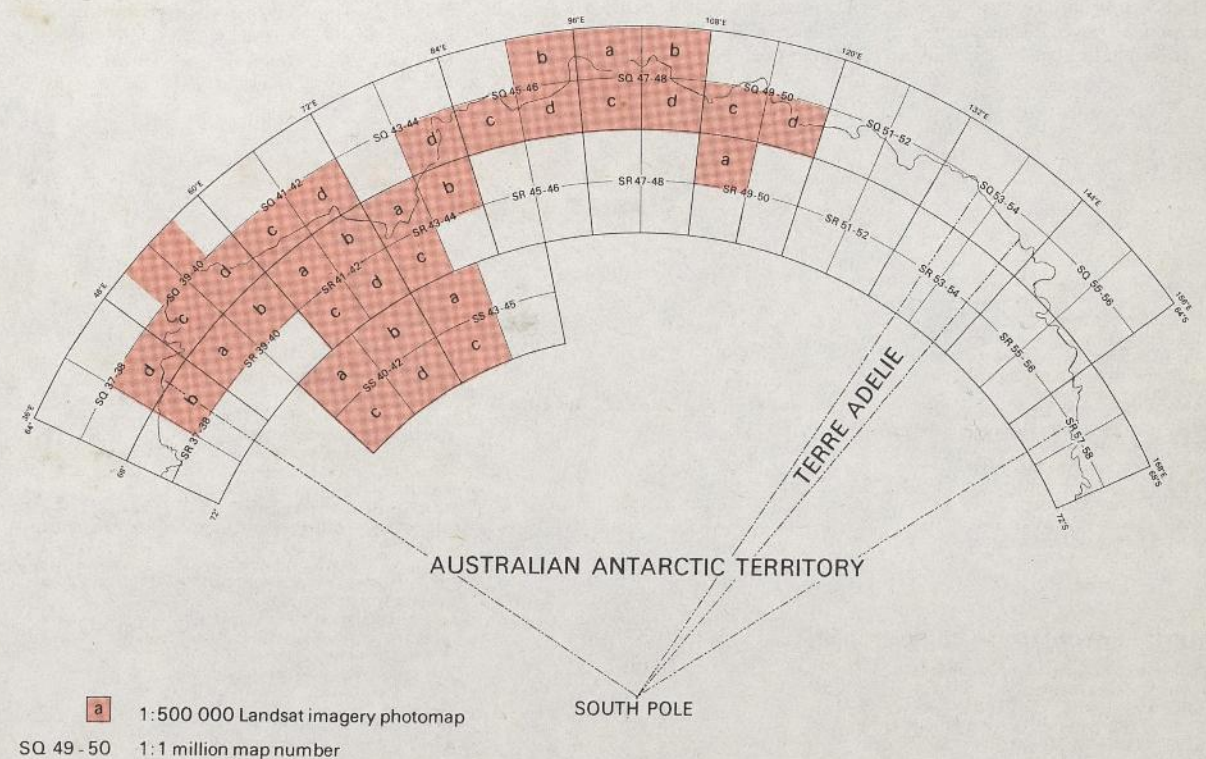 96°E
108°E
84°E
120°E
72°E
132°E
60°E
144°E
48°E
156°E
64°S
36°E
64°
168°E
68°S
68°
72°
72°S
b a b
SQ 45-46
SQ 47-48
SQ 49-50
d c d c d c d
SQ 43-44
SQ 51-52
SQ 41-42
SQ 53-54
a
d
b
SR 45-46
SR 47-48
SR 49-50
c
a
SR 43-44
SR 51-52
b
SQ 39-40
d
a
SR 41-42
d
c
SR 53-54
SQ 55-56
c
b
c
a
SS 43-45
SR 39-40
b
a
SR 55-56
SQ 37-38
d
b
a
SS 40-42
d
c
c
SR 37-38
SR 57-58
TERRE ADELIE
AUSTRALIAN ANTARCTIC TERRITORY
SOUTH POLE
a 1:500 000 Landsat imagery photomap
SQ 49-50 1:1 million map number